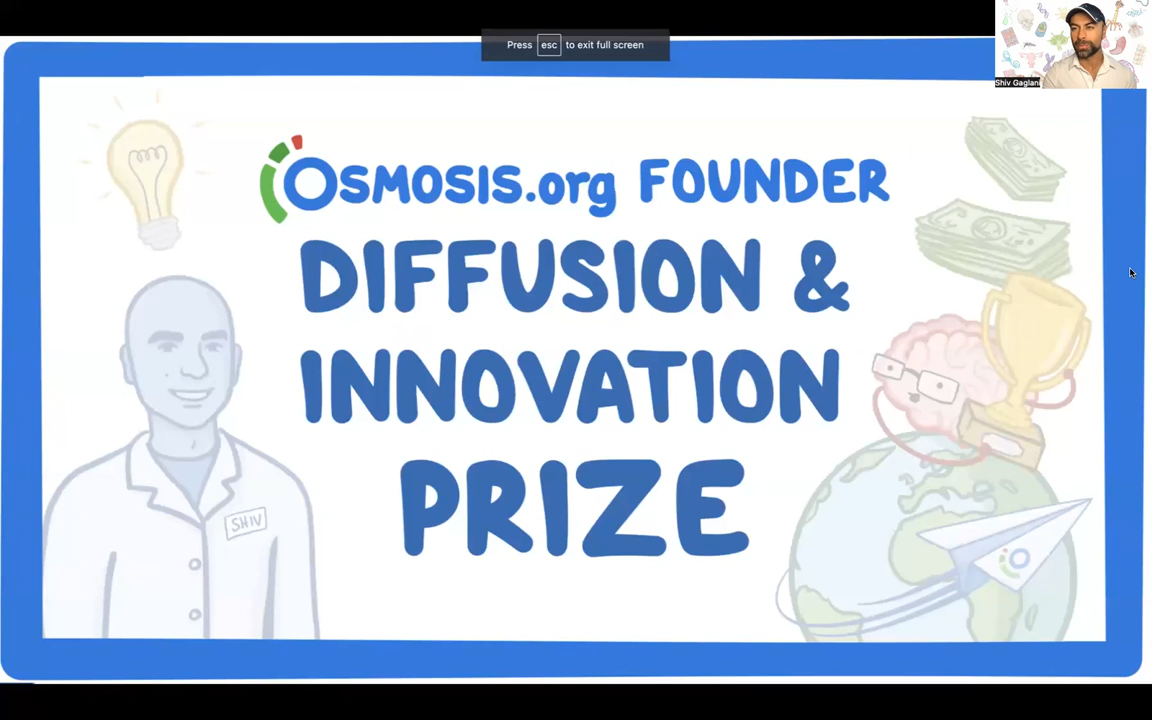 Press esc to exit full screen
Shiv Gaglani
OSMOSIS.org FOUNDER
DIFFUSION &
INNOVATION
PRIZE
SHIV